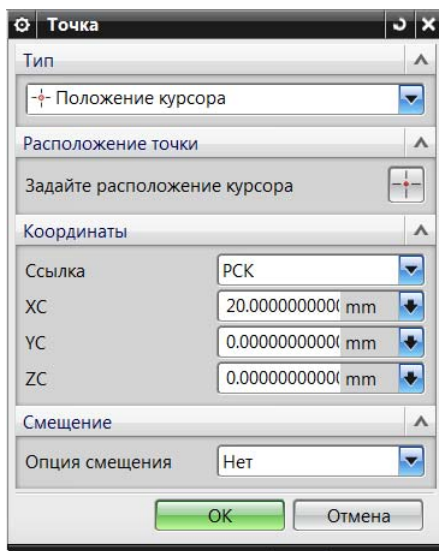 Точка
Тип
Положение курсора
Расположение точки
Задайте расположение курсора
Координаты
Ссылка РСК
XC 20.0000000000 mm
YC 0.0000000000 mm
ZC 0.0000000000 mm
Смещение
Опция смещения Нет
OK Отмена